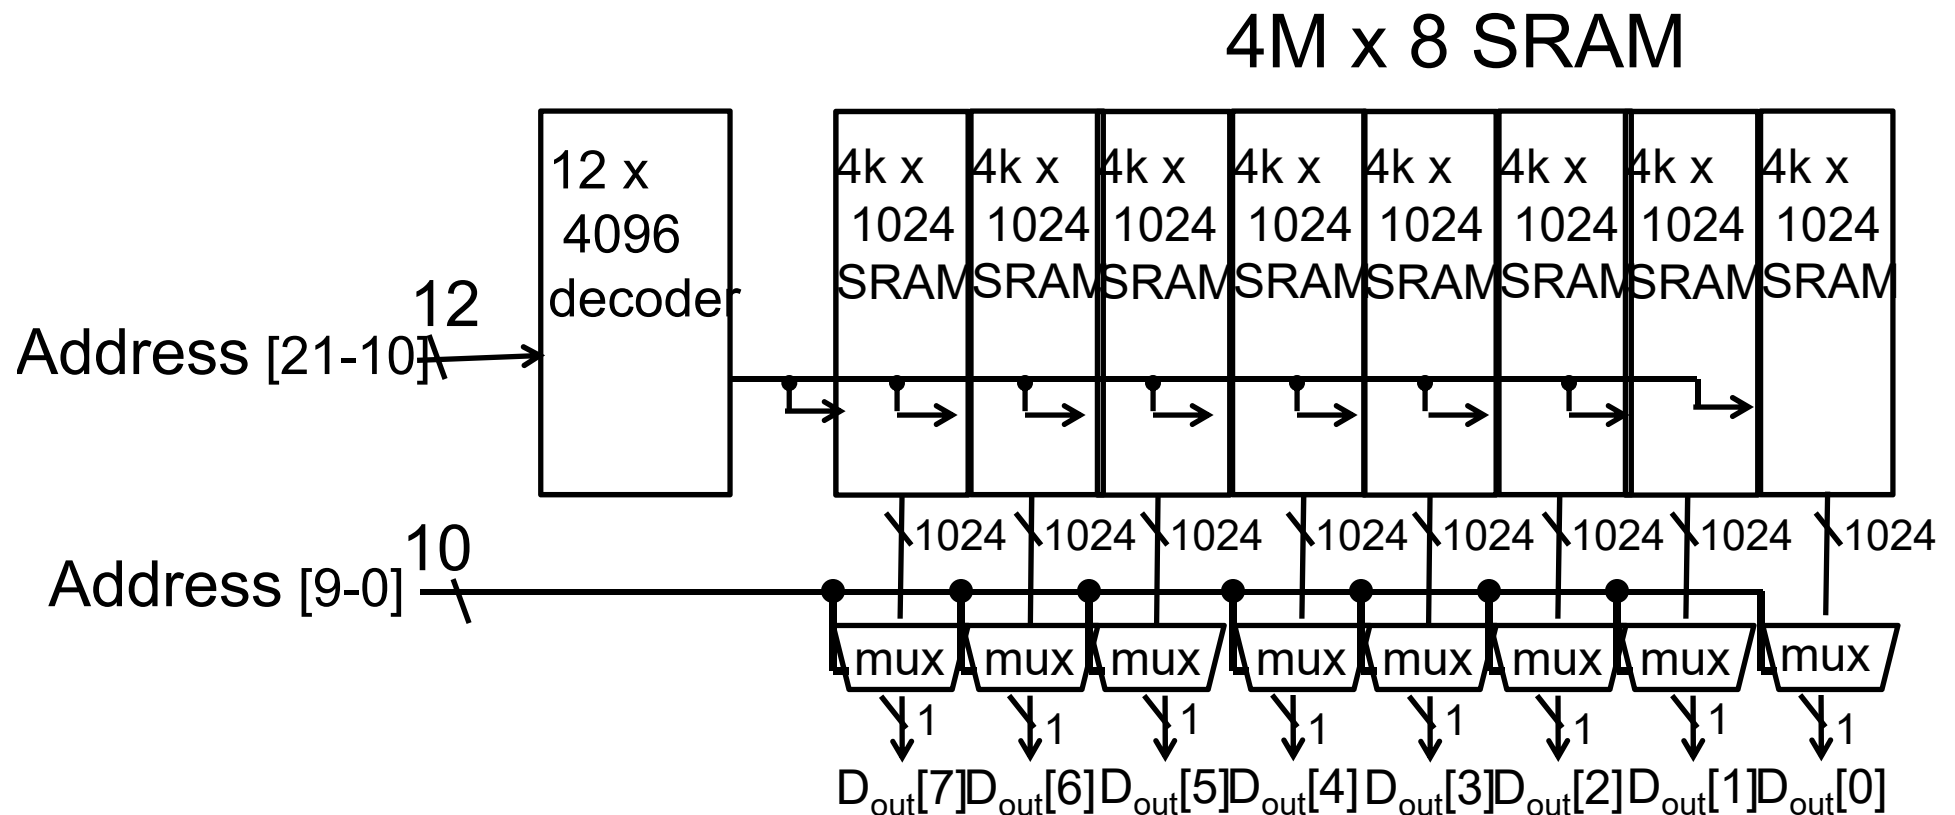 4M x 8 SRAM
12 x
4096
decoder
4k x
1024
SRAM
4k x
1024
SRAM
4k x
1024
SRAM
4k x
1024
SRAM
4k x
1024
SRAM
4k x
1024
SRAM
4k x
1024
SRAM
4k x
1024
SRAM
12
Address [21-10]
1024 1024 1024 1024 1024 1024 1024 1024
10
Address [9-0]
mux mux mux mux mux mux mux mux
1 1 1 1 1 1 1 1
Dout[7] Dout[6] Dout[5] Dout[4] Dout[3] Dout[2] Dout[1] Dout[0]